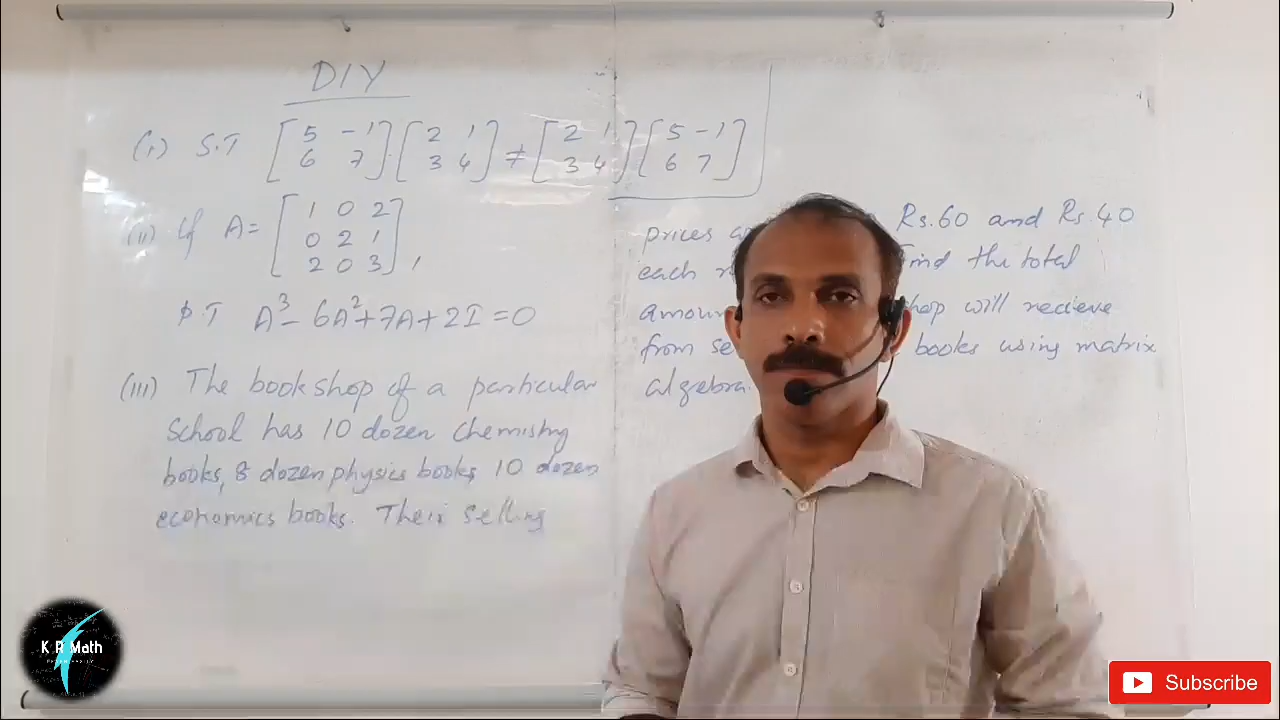 DIY
(i) S.T [5 -1 6 7] [2 1 3 4] ≠ [2 1 3 4] [5 -1 6 7]
(ii) If A = [1 0 2 0 2 1 2 0 3],
P.T A³ - 6A² + 7A + 2I = 0
(iii) The bookshop of a particular
School has 10 dozen chemistry
books, 8 dozen physics books, 10 dozen
economics books. Their selling
prices Rs.60 and Rs.40
each Find the total
will recieve
from books using matrix
algebra.
K R Math
Subscribe